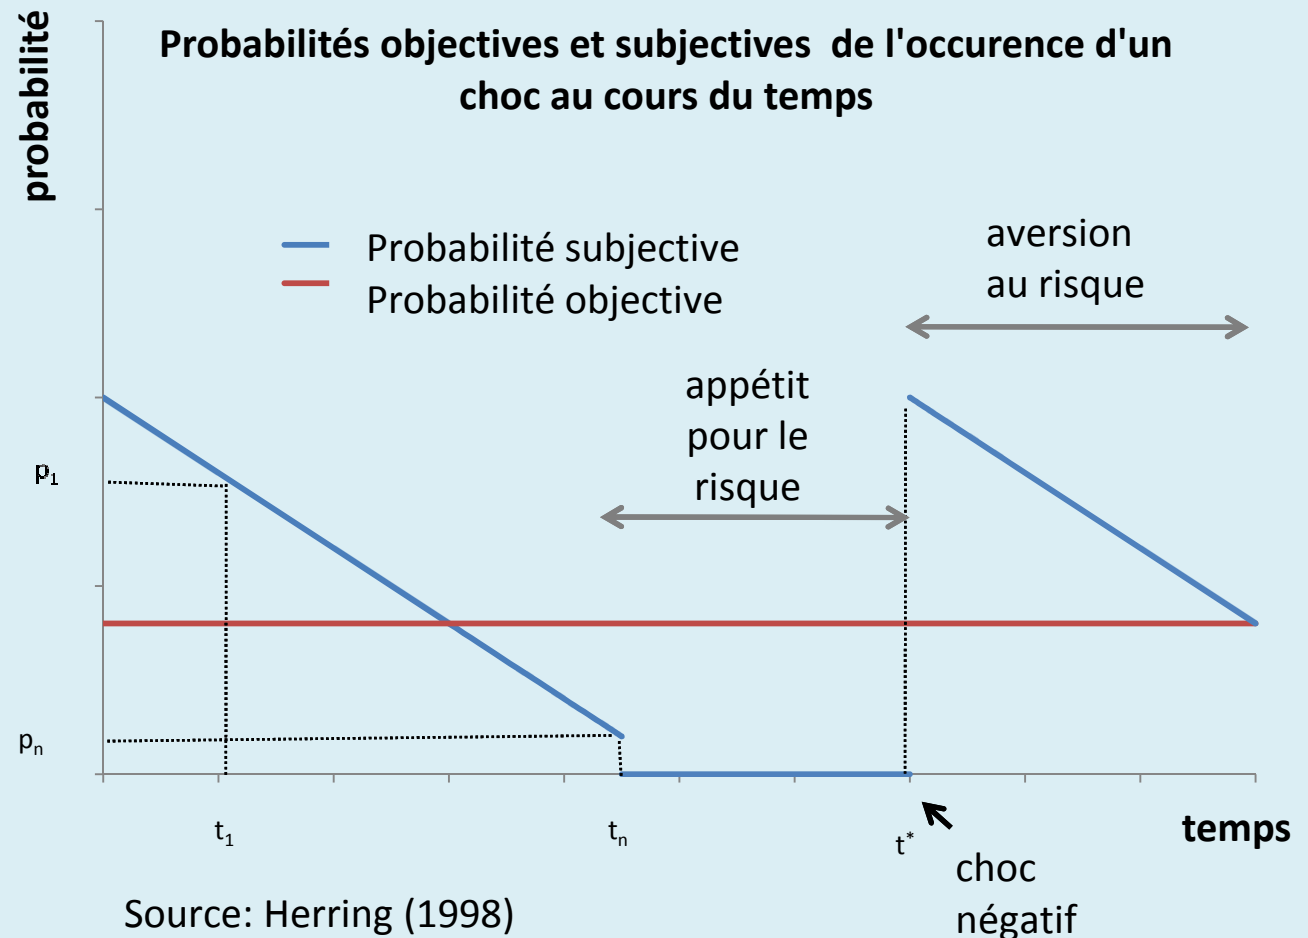 probabilité
Probabilités objectives et subjectives de l'occurence d'un
choc au cours du temps
Probabilité subjective
Probabilité objective
aversion
au risque
appétit
pour le
risque
p₁
pₙ
t₁
tₙ
t*
temps
choc
négatif
Source: Herring (1998)